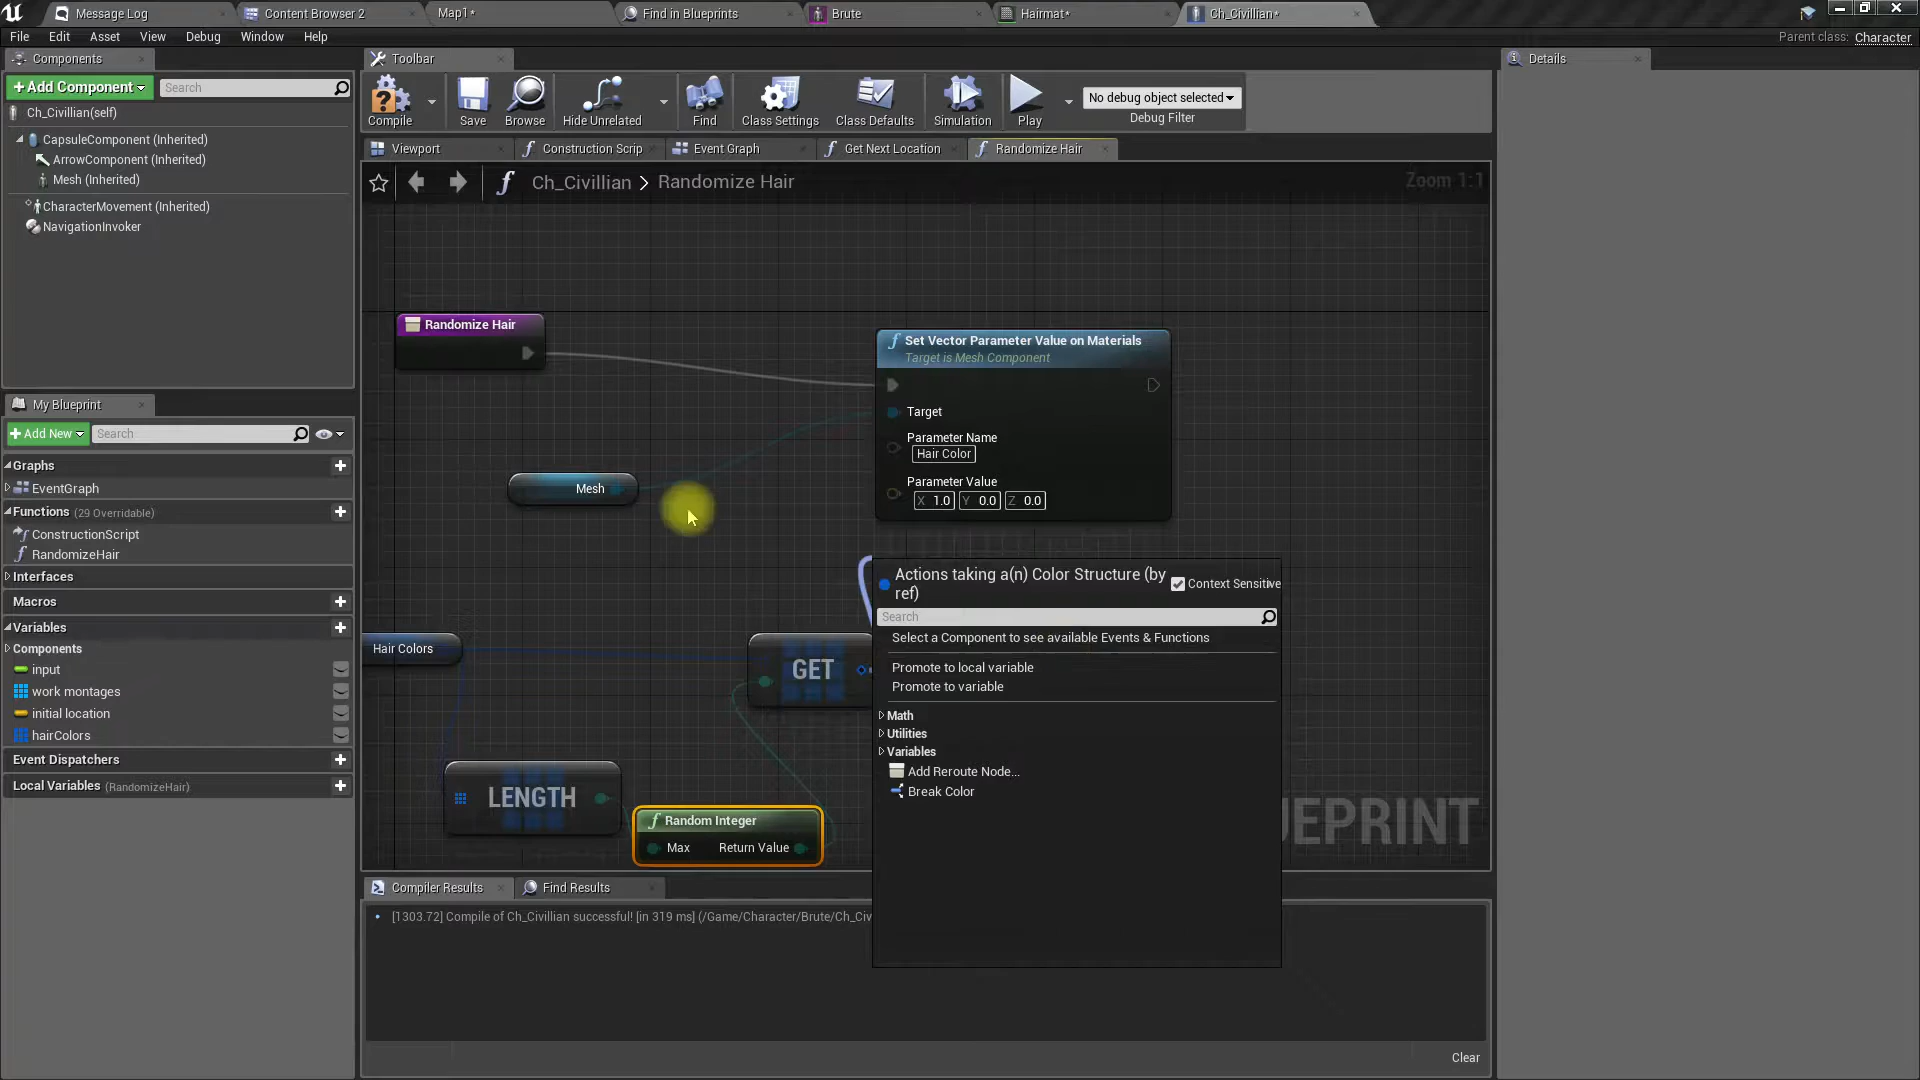 Message Log
Content Browser 2
Map1*
Find in Blueprints
Brute
Hairmat*
Ch_Civillian*
File
Edit
Asset
View
Debug
Window
Help
Parent class: Character
Components
+Add Component
Search
Ch_Civillian(self)
CapsuleComponent (Inherited)
ArrowComponent (Inherited)
Mesh (Inherited)
CharacterMovement (Inherited)
NavigationInvoker
Toolbar
Compile
Save
Browse
Hide Unrelated
Find
Class Settings
Class Defaults
Simulation
Play
No debug object selected
Debug Filter
Details
Viewport
Construction Scrip
Event Graph
Get Next Location
Randomize Hair
Ch_Civillian > Randomize Hair
Zoom 1:1
Randomize Hair
Set Vector Parameter Value on Materials
Target is Mesh Component
Target
Parameter Name
Hair Color
Parameter Value
X 1.0 Y 0.0 Z 0.0
Mesh
Hair Colors
GET
LENGTH
Random Integer
Max Return Value
Actions taking a(n) Color Structure (by
ref)
Context Sensitive
Search
Select a Component to see available Events & Functions
Promote to local variable
Promote to variable
Math
Utilities
Variables
Add Reroute Node...
Break Color
EPRINT
My Blueprint
+Add New
Search
Graphs
EventGraph
Functions (29 Overridable)
ConstructionScript
RandomizeHair
Interfaces
Macros
Variables
Components
input
work montages
initial location
hairColors
Event Dispatchers
Local Variables (RandomizeHair)
Compiler Results
Find Results
[1303.72] Compile of Ch_Civillian successful! [in 319 ms] (/Game/Character/Brute/Ch_Civ
Clear